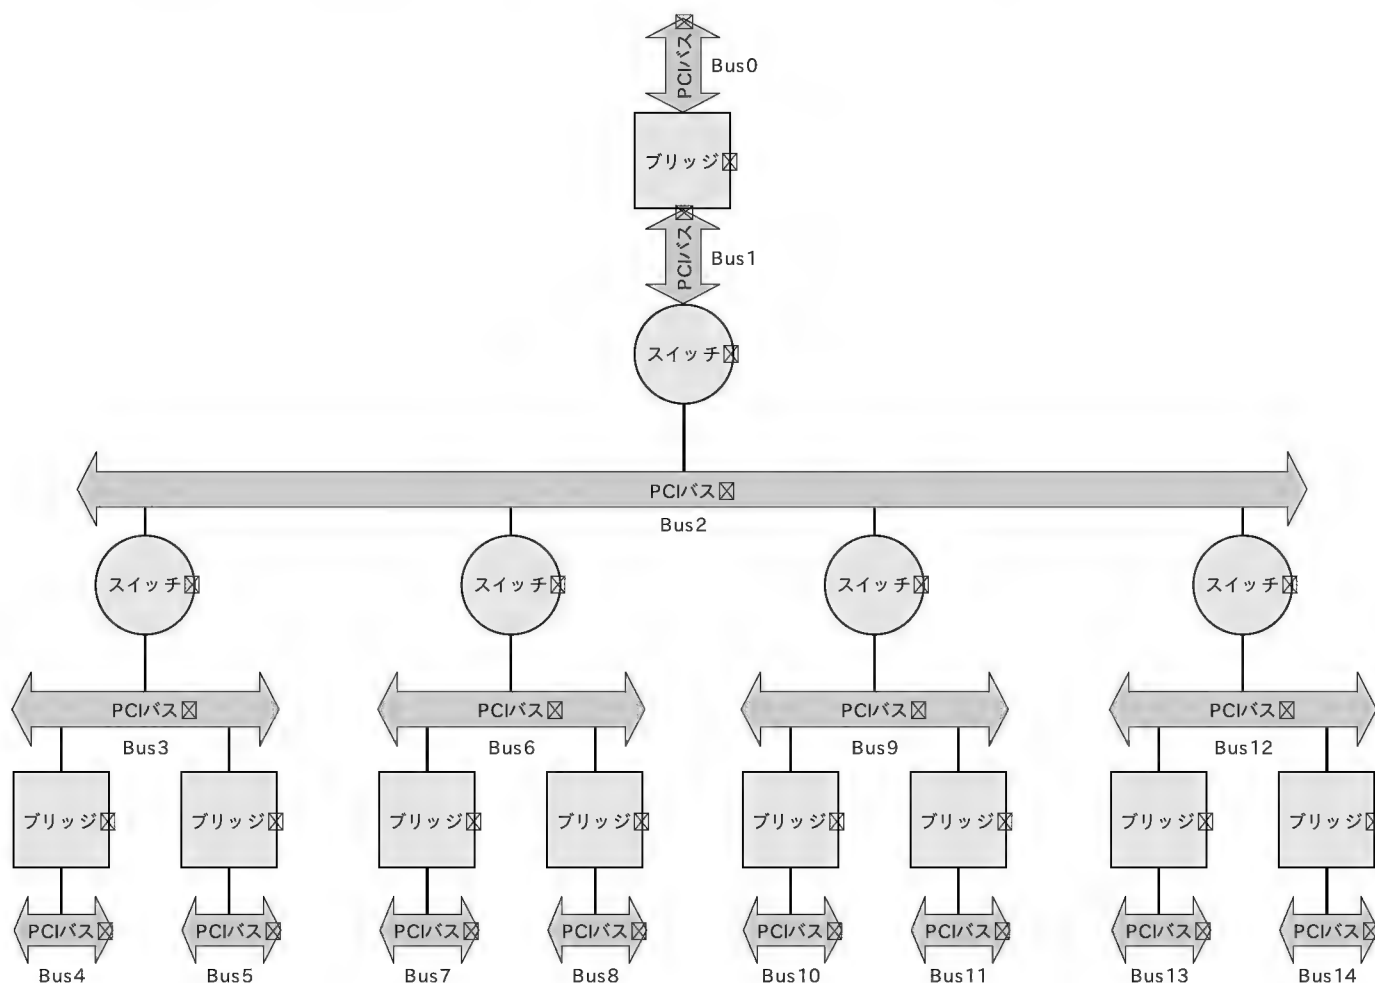 PCIバス
Bus0
ブリッジ
PCIバス
Bus1
スイッチ
PCIバス
Bus2
スイッチ
スイッチ
スイッチ
スイッチ
PCIバス
PCIバス
PCIバス
PCIバス
Bus3
Bus6
Bus9
Bus12
ブリッジ
ブリッジ
ブリッジ
ブリッジ
ブリッジ
ブリッジ
ブリッジ
ブリッジ
PCIバス
PCIバス
PCIバス
PCIバス
PCIバス
PCIバス
PCIバス
PCIバス
Bus4
Bus5
Bus7
Bus8
Bus10
Bus11
Bus13
Bus14